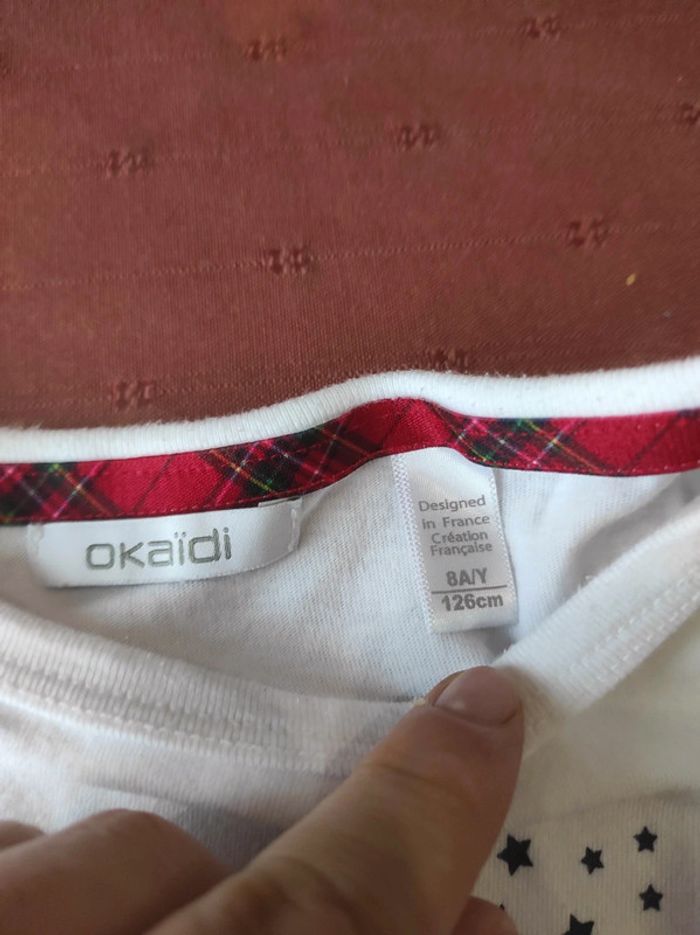 okaïdi
Designed
in France
Création
Française
8A/Y
126cm